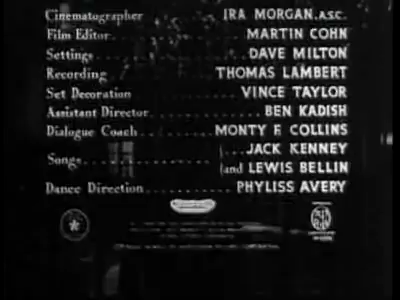 Cinematographer IRA MORGAN, A.S.C.
Film Editor MARTIN COHN
Settings DAVE MILTON
Recording THOMAS LAMBERT
Set Decoration VINCE TAYLOR
Assistant Director BEN KADISH
Dialogue Coach MONTY F. COLLINS
Songs JACK KENNEY
(and LEWIS BELLIN
Dance Direction PHYLISS AVERY